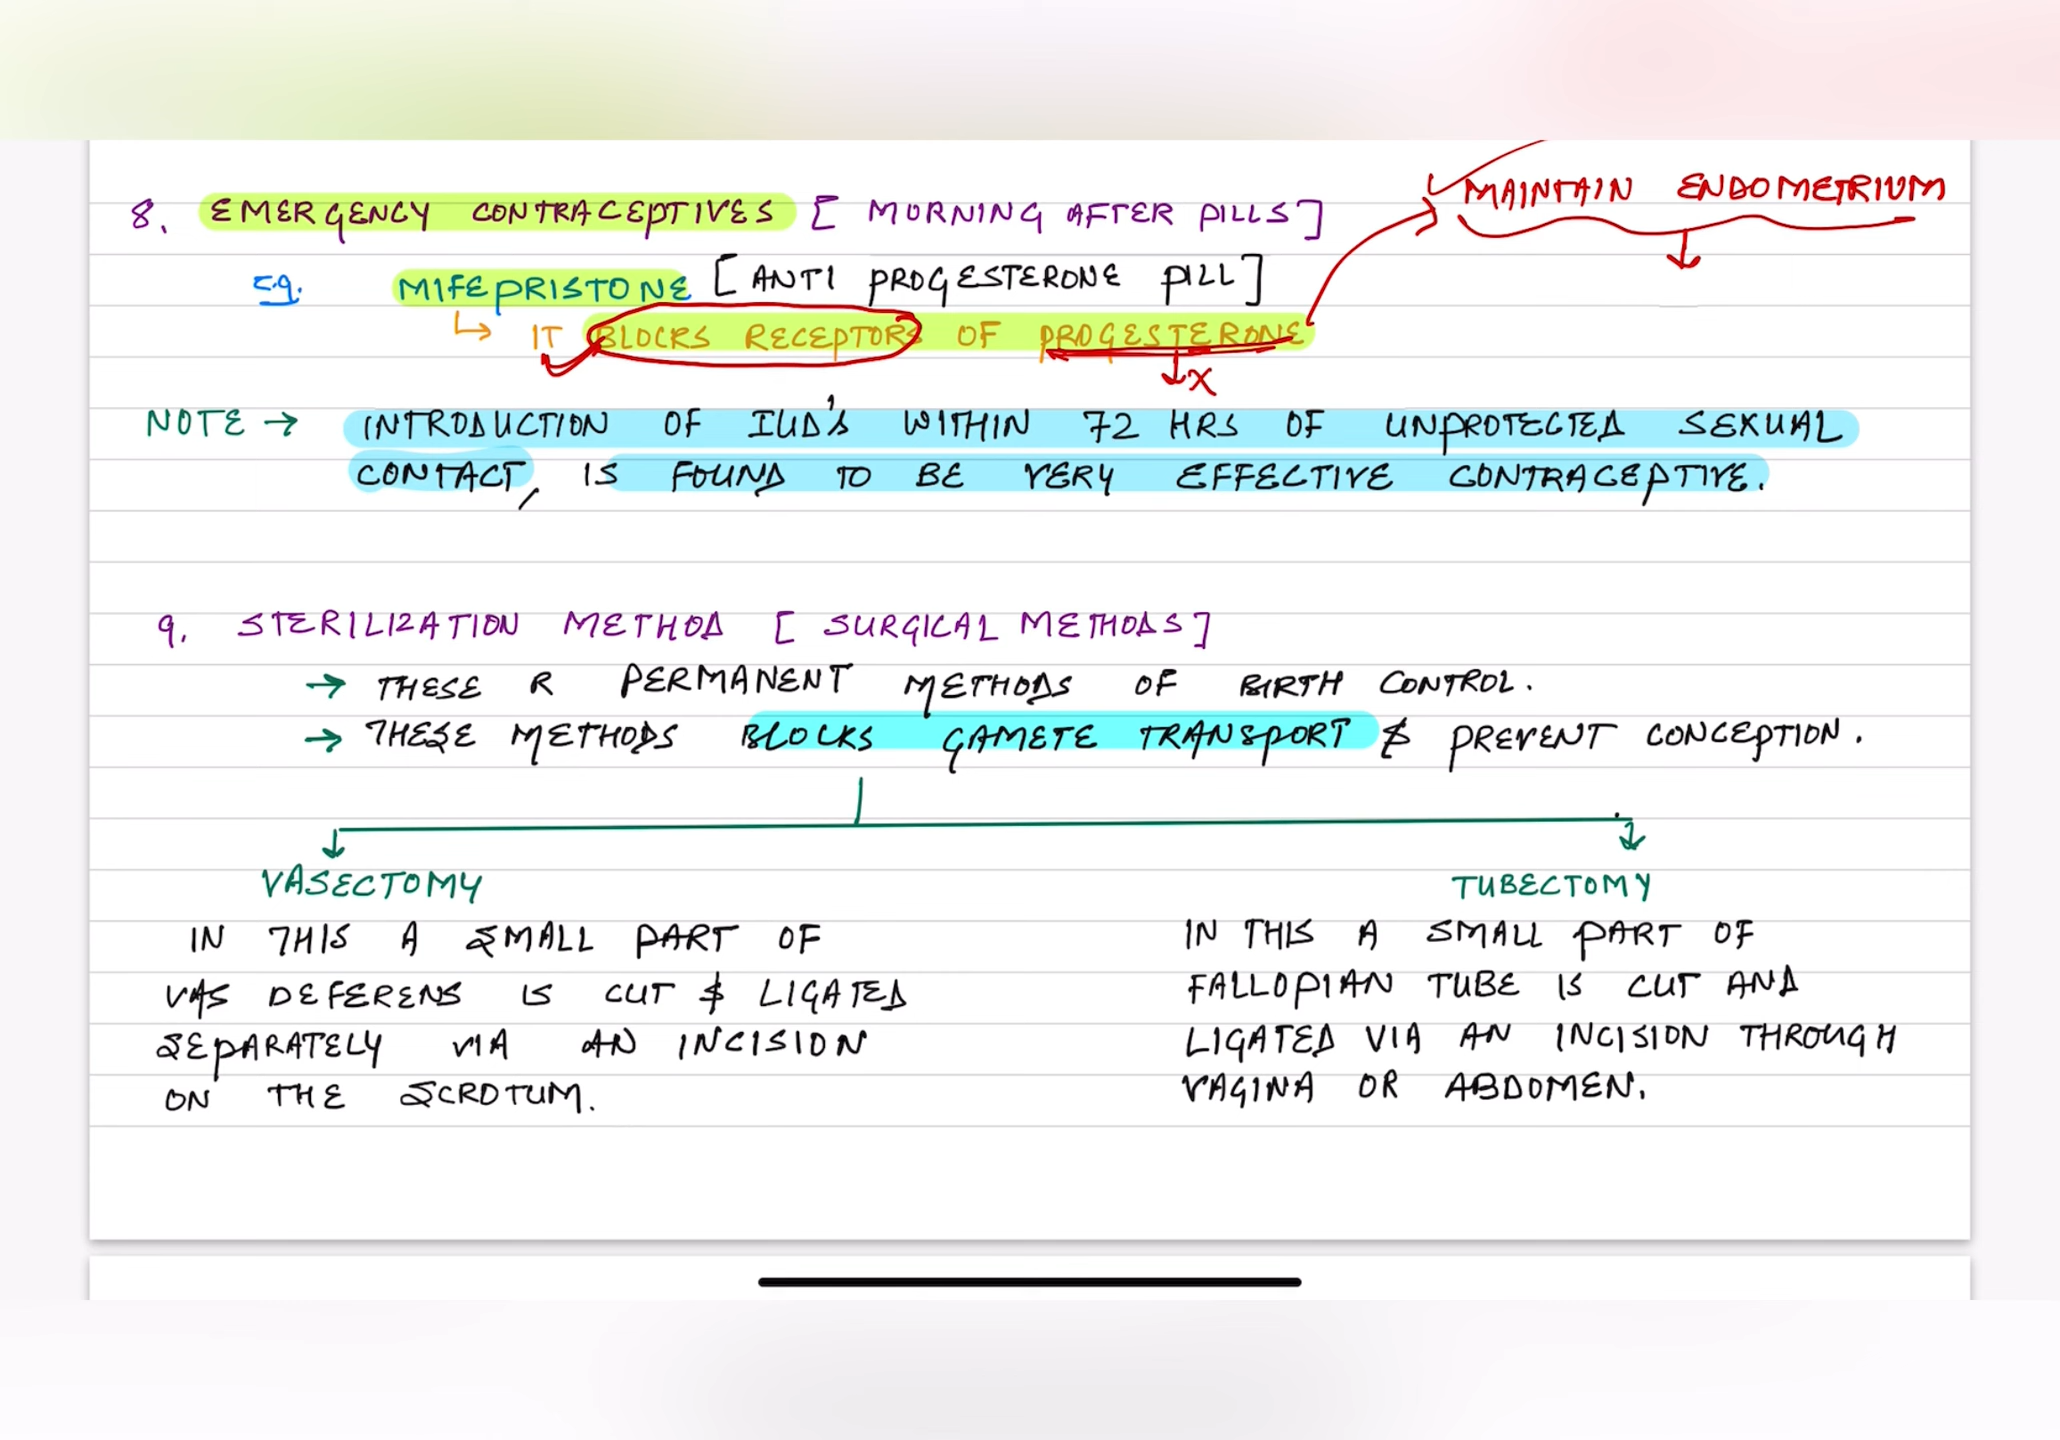 MAINTAIN ENDOMETRIUM
8. EMERGENCY CONTRACEPTIVES [ MORNING AFTER PILLS ]
e.g. MIFEPRISTONE [ ANTI PROGESTERONE PILL ]
↳ IT BLOCKS RECEPTORS OF PROGESTERONE
X
NOTE → INTRODUCTION OF IUD's WITHIN 72 HRS OF UNPROTECTED SEXUAL
CONTACT, IS FOUND TO BE VERY EFFECTIVE CONTRACEPTIVE.
9. STERILIZATION METHOD [ SURGICAL METHODS ]
→ THESE R PERMANENT METHODS OF BIRTH CONTROL.
→ THESE METHODS BLOCKS GAMETE TRANSPORT & PREVENT CONCEPTION.
VASECTOMY
IN THIS A SMALL PART OF
VAS DEFERENS IS CUT & LIGATED
SEPARATELY VIA AN INCISION
ON THE SCROTUM.
TUBECTOMY
IN THIS A SMALL PART OF
FALLOPIAN TUBE IS CUT AND
LIGATED VIA AN INCISION THROUGH
VAGINA OR ABDOMEN.